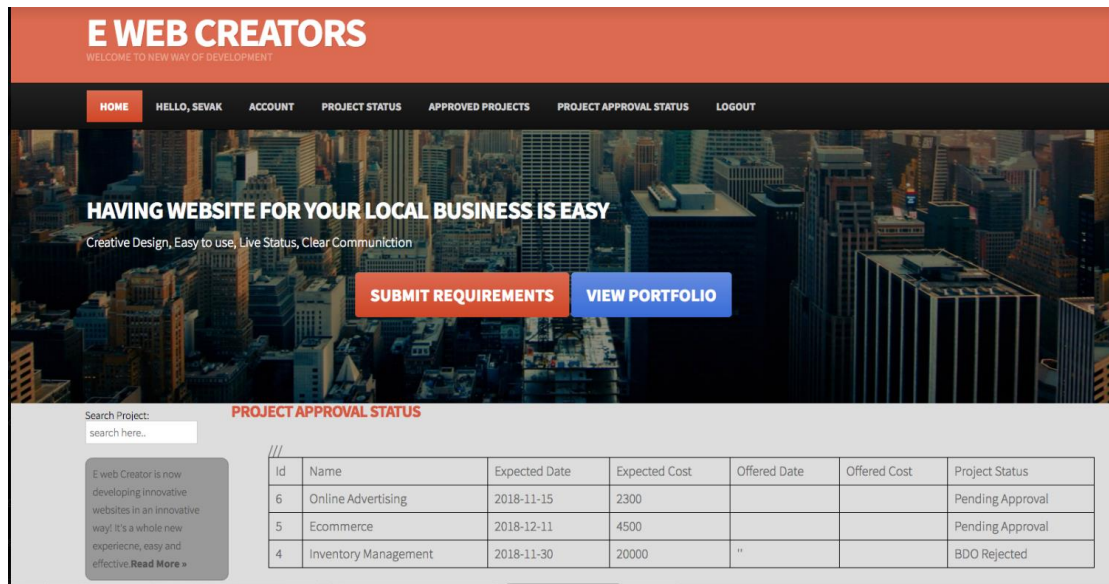 E WEB CREATORS
WELCOME TO NEW WAY OF DEVELOPMENT
HOME HELLO, SEVAK ACCOUNT PROJECT STATUS APPROVED PROJECTS PROJECT APPROVAL STATUS LOGOUT
HAVING WEBSITE FOR YOUR LOCAL BUSINESS IS EASY
Creative Design, Easy to use, Live Status, Clear Communiction
SUBMIT REQUIREMENTS VIEW PORTFOLIO
Search Project:
search here..
E web Creator is now
developing innovative
websites in an innovative
way! It's a whole new
experiecne, easy and
effective.Read More »
PROJECT APPROVAL STATUS
///
Id Name Expected Date Expected Cost Offered Date Offered Cost Project Status
6 Online Advertising 2018-11-15 2300 Pending Approval
5 Ecommerce 2018-12-11 4500 Pending Approval
4 Inventory Management 2018-11-30 20000 '' BDO Rejected